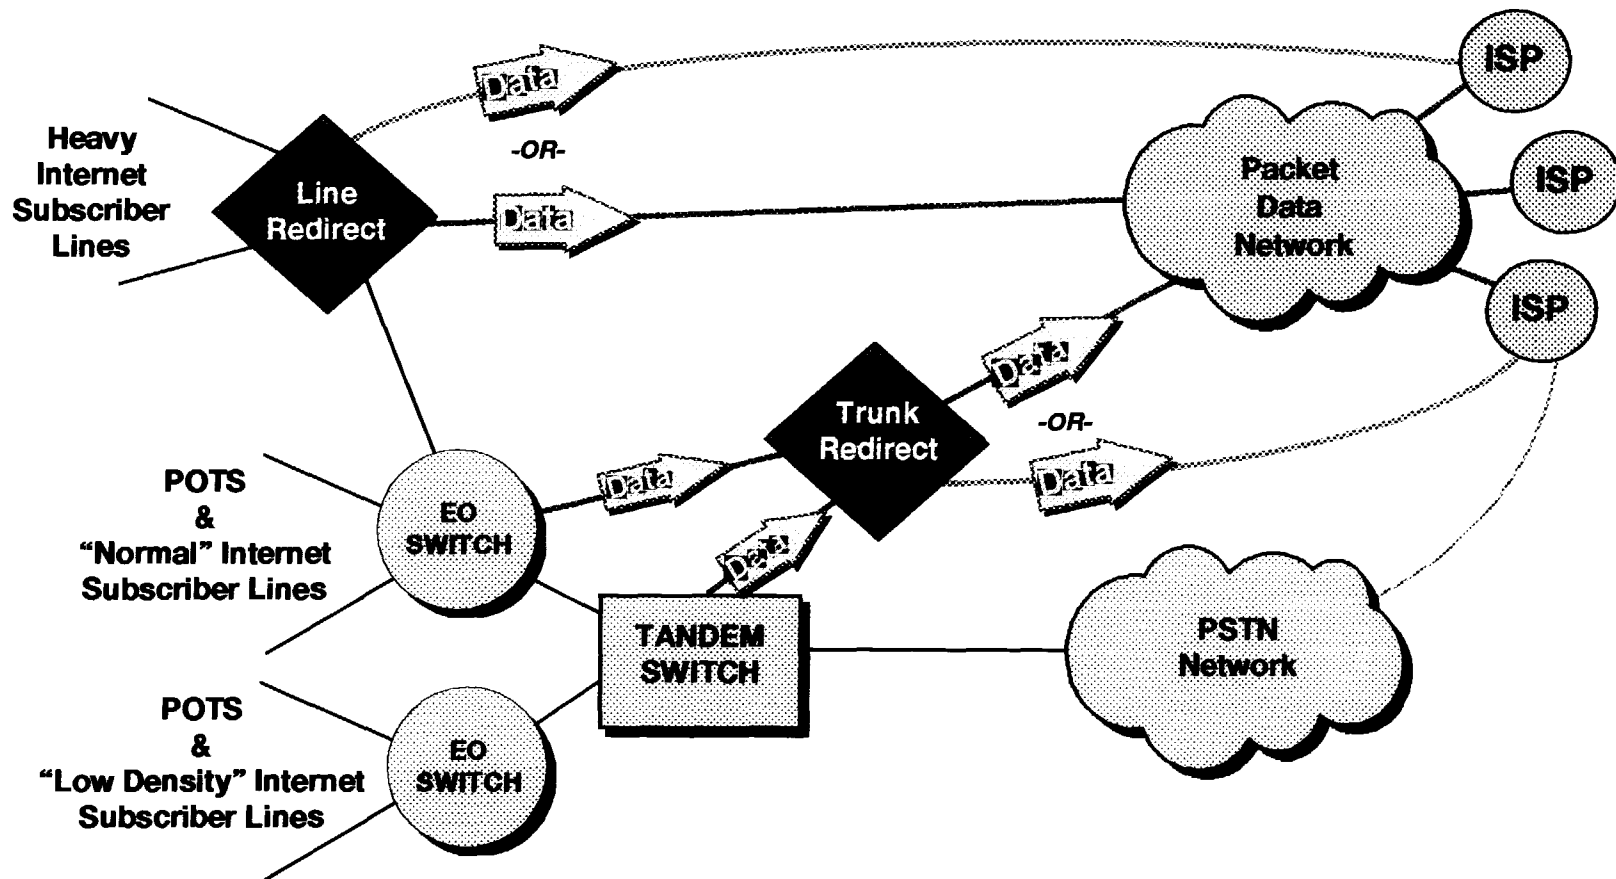 Data
ISP
-OR-
Heavy
Internet
Subscriber
Lines
Line
Redirect
Data
Packet
Data
Network
ISP
ISP
Data
Trunk
Redirect
-OR-
Data
Data
Data
POTS
&
“Normal” Internet
Subscriber Lines
EO
SWITCH
TANDEM
SWITCH
PSTN
Network
POTS
&
“Low Density” Internet
Subscriber Lines
EO
SWITCH